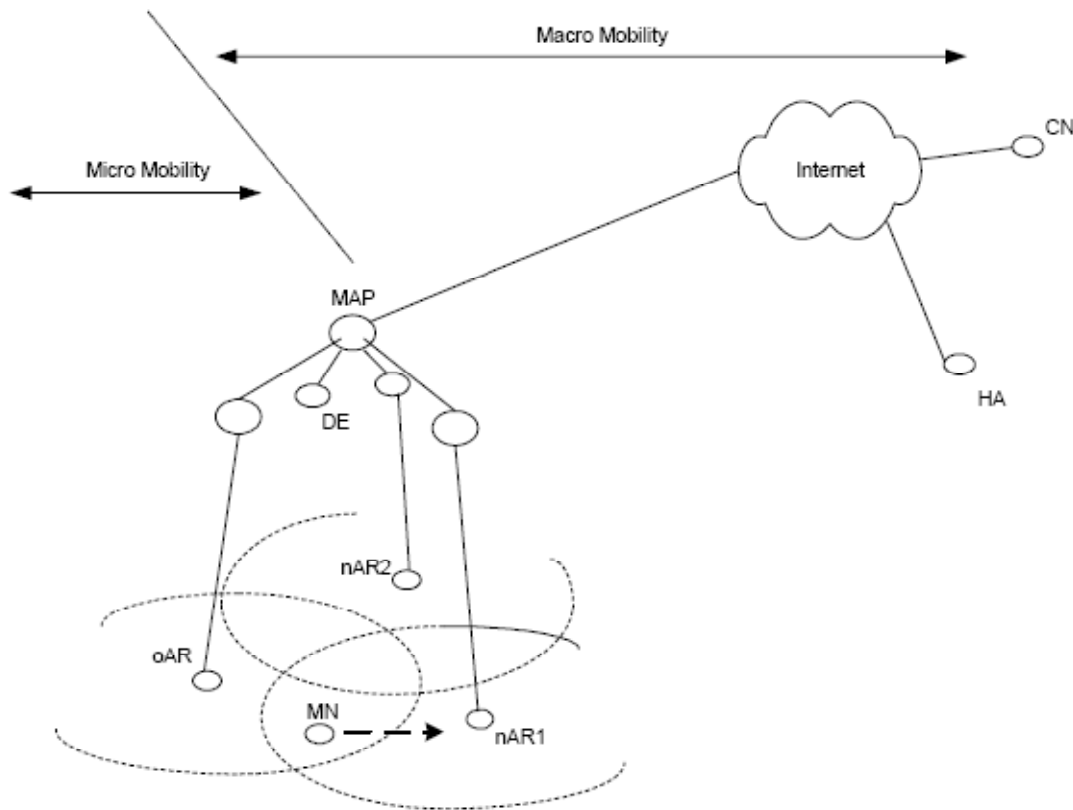 Macro Mobility
CN
Micro Mobility
Internet
MAP
HA
DE
nAR2
oAR
MN
nAR1